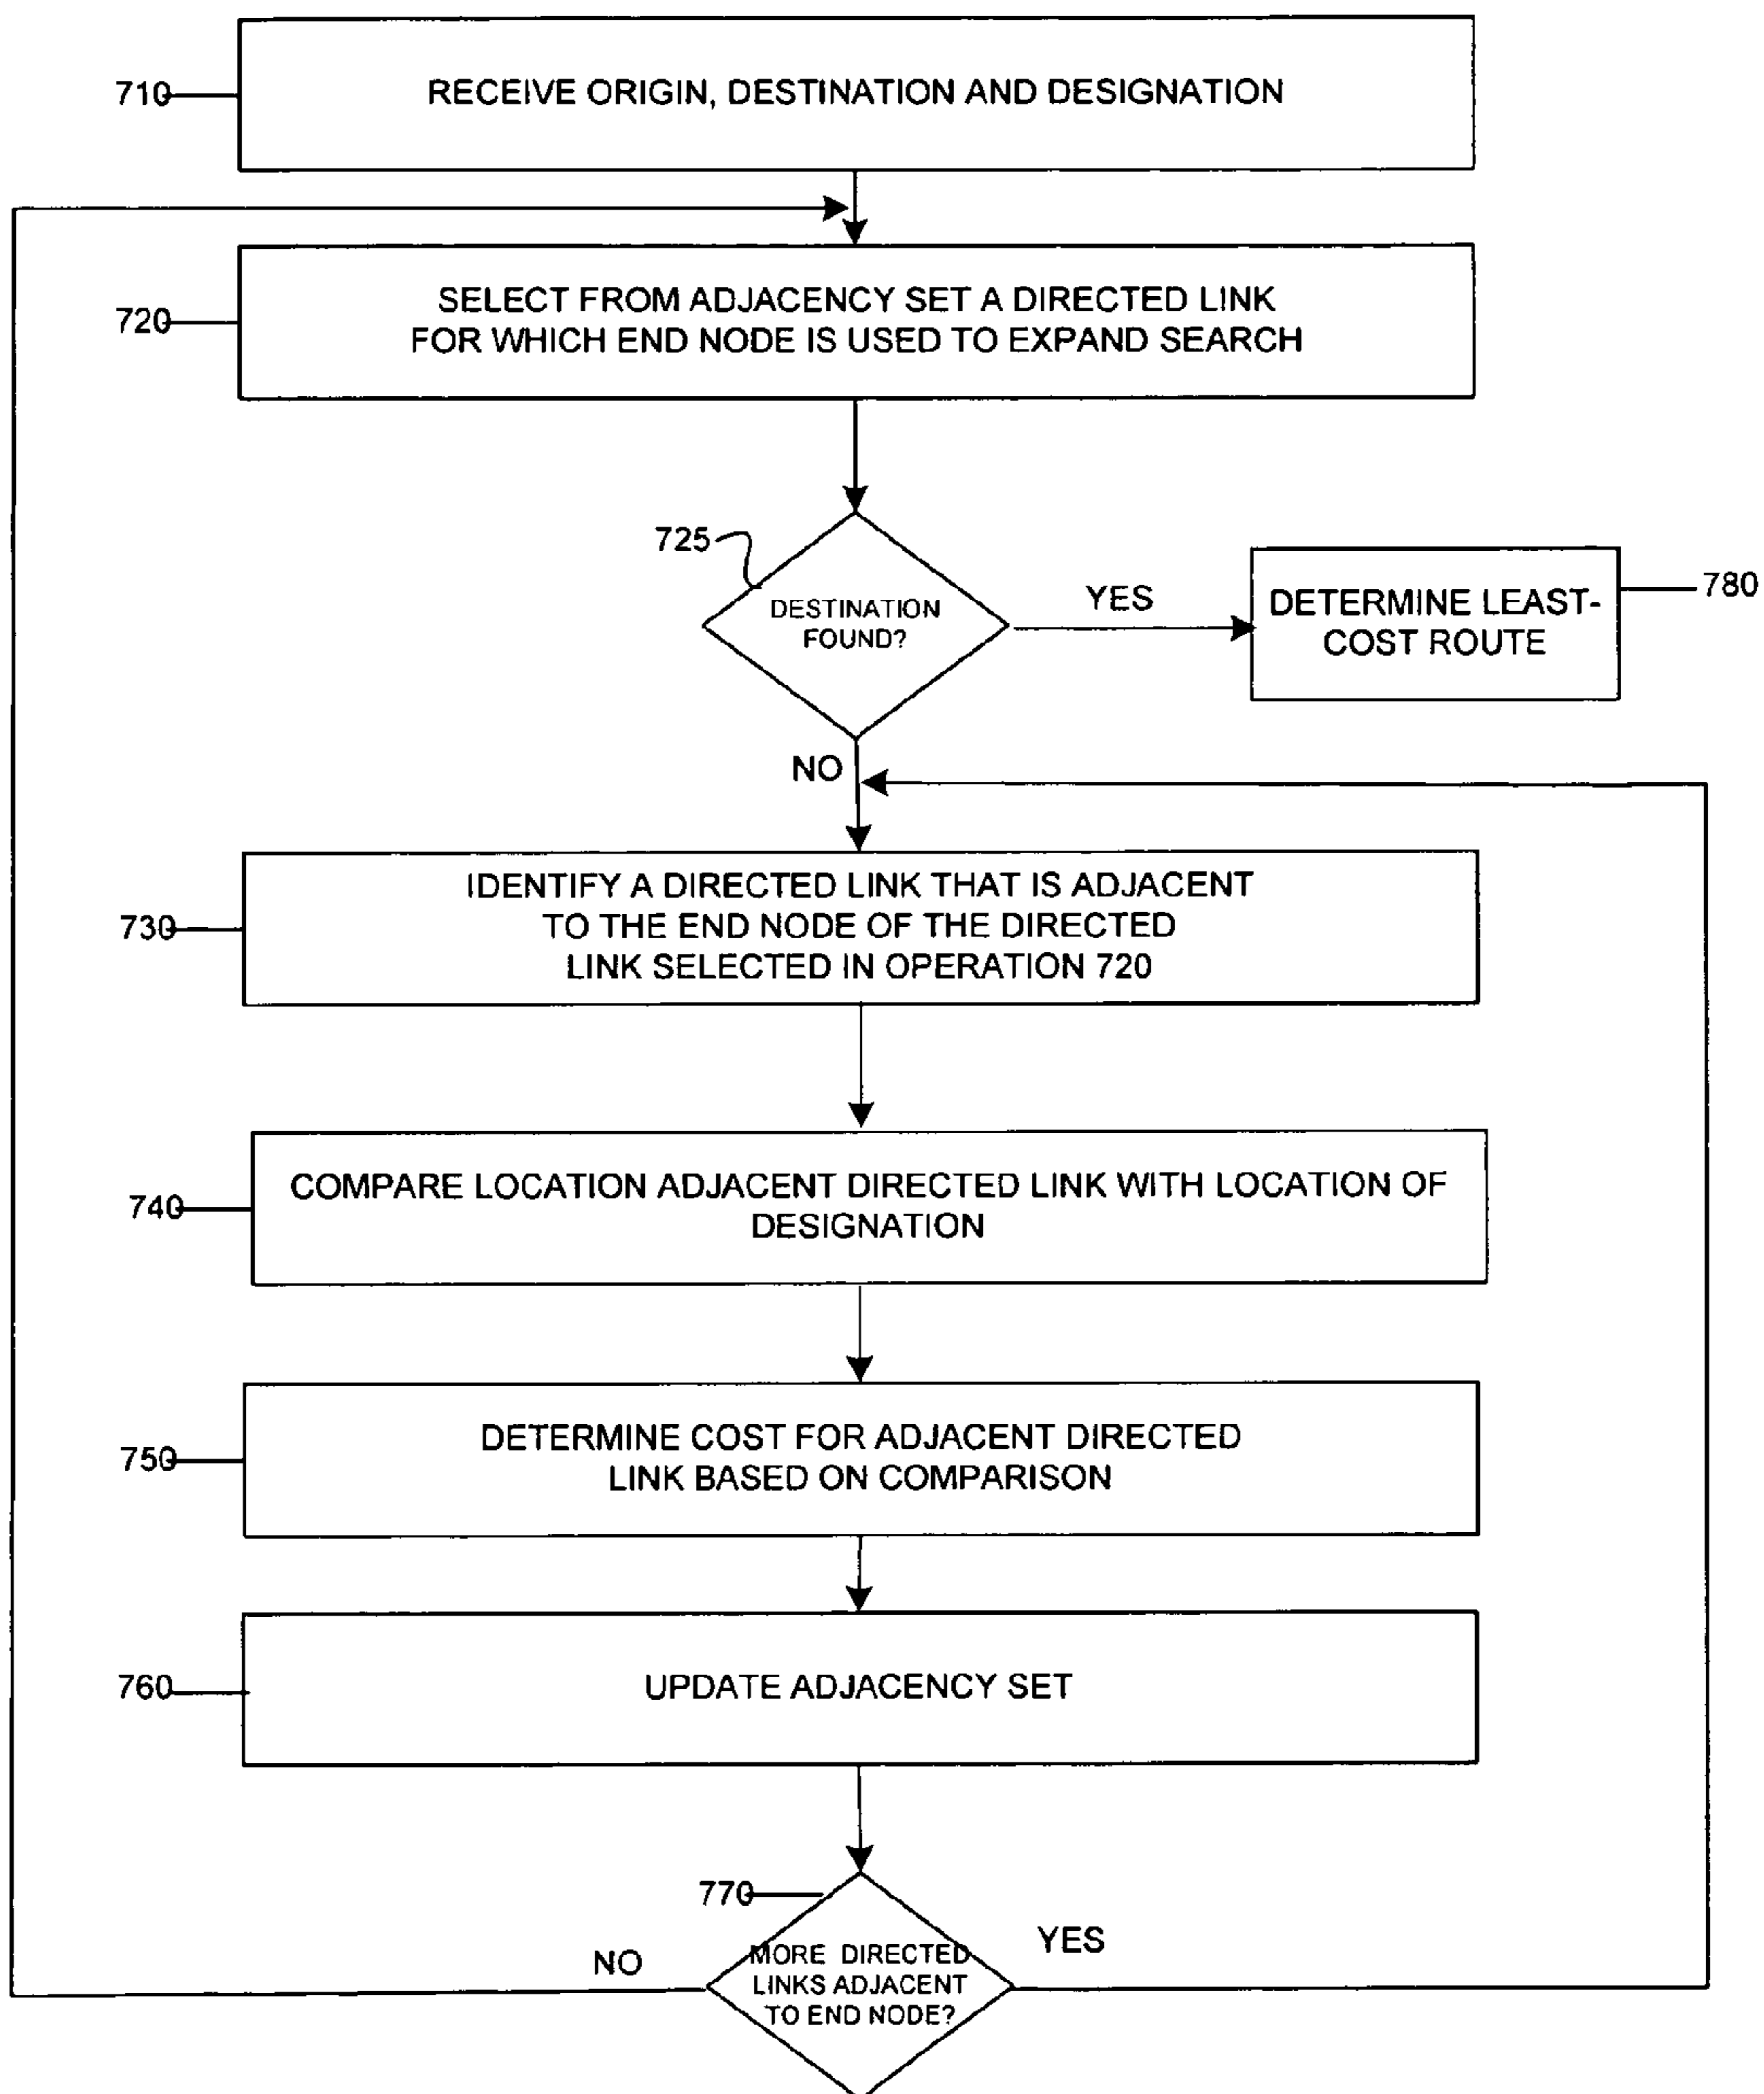 710
RECEIVE ORIGIN, DESTINATION AND DESIGNATION
720
SELECT FROM ADJACENCY SET A DIRECTED LINK
FOR WHICH END NODE IS USED TO EXPAND SEARCH
725
DESTINATION
FOUND?
YES
DETERMINE LEAST-
COST ROUTE
780
NO
730
IDENTIFY A DIRECTED LINK THAT IS ADJACENT
TO THE END NODE OF THE DIRECTED
LINK SELECTED IN OPERATION 720
740
COMPARE LOCATION ADJACENT DIRECTED LINK WITH LOCATION OF
DESIGNATION
750
DETERMINE COST FOR ADJACENT DIRECTED
LINK BASED ON COMPARISON
760
UPDATE ADJACENCY SET
770
NO
MORE DIRECTED
LINKS ADJACENT
TO END NODE?
YES